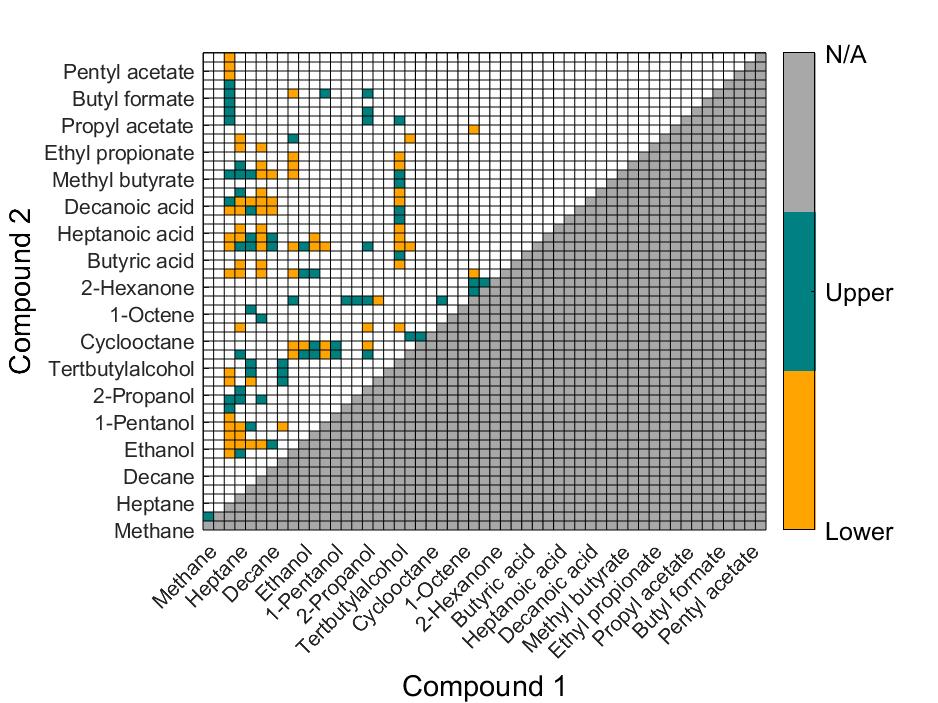 Compound 2
Pentyl acetate
Butyl formate
Propyl acetate
Ethyl propionate
Methyl butyrate
Decanoic acid
Heptanoic acid
Butyric acid
2-Hexanone
1-Octene
Cyclooctane
Tertbutylalcohol
2-Propanol
1-Pentanol
Ethanol
Decane
Heptane
Methane
N/A
Upper
Lower
Methane
Heptane
Decane
Ethanol
1-Pentanol
2-Propanol
Tertbutylalcohol
Cyclooctane
1-Octene
2-Hexanone
Butyric acid
Heptanoic acid
Decanoic acid
Methyl butyrate
Ethyl propionate
Propyl acetate
Butyl formate
Pentyl acetate
Compound 1